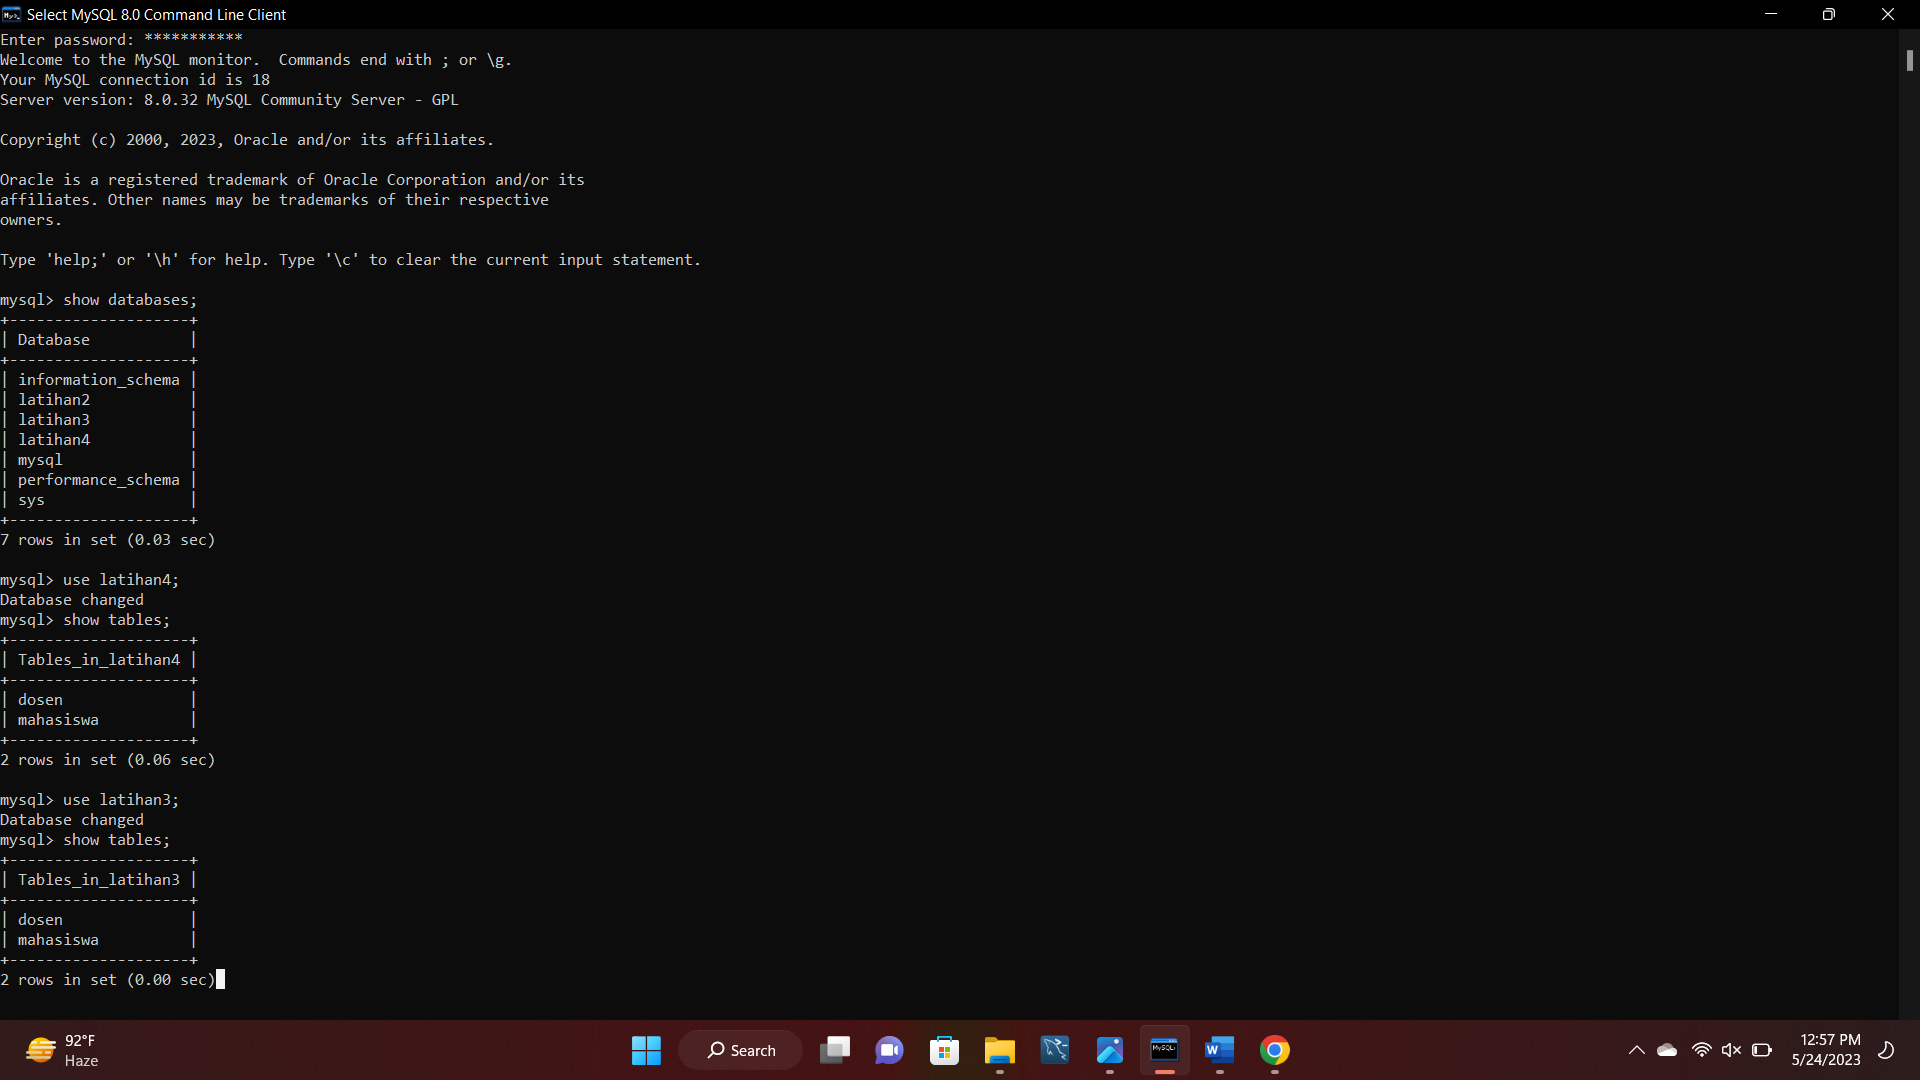 Select MySQL 8.0 Command Line Client
Enter password: ***********
Welcome to the MySQL monitor.  Commands end with ; or \g.
Your MySQL connection id is 18
Server version: 8.0.32 MySQL Community Server - GPL

Copyright (c) 2000, 2023, Oracle and/or its affiliates.

Oracle is a registered trademark of Oracle Corporation and/or its
affiliates. Other names may be trademarks of their respective
owners.

Type 'help;' or '\h' for help. Type '\c' to clear the current input statement.

mysql> show databases;
+--------------------+
| Database           |
+--------------------+
| information_schema |
| latihan2           |
| latihan3           |
| latihan4           |
| mysql              |
| performance_schema |
| sys                |
+--------------------+
7 rows in set (0.03 sec)

mysql> use latihan4;
Database changed
mysql> show tables;
+--------------------+
| Tables_in_latihan4 |
+--------------------+
| dosen              |
| mahasiswa          |
+--------------------+
2 rows in set (0.06 sec)

mysql> use latihan3;
Database changed
mysql> show tables;
+--------------------+
| Tables_in_latihan3 |
+--------------------+
| dosen              |
| mahasiswa          |
+--------------------+
2 rows in set (0.00 sec)
92°F
Haze
Search
MySQL
W
12:57 PM
5/24/2023